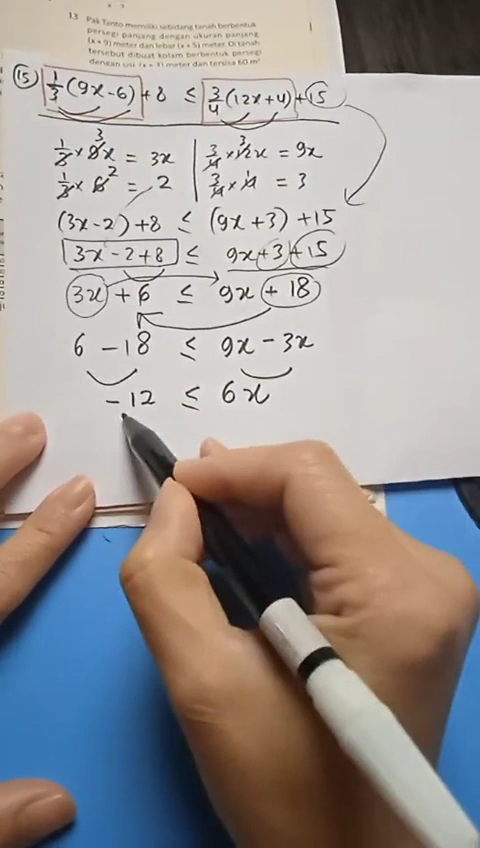 13 Pak Tanto memiliki sebidang tanah berbentuk
persegi panjang dengan ukuran panjang
(x + 9) meter dan lebar (x + 5) meter. Di tanah
tersebut dibuat kolam berbentuk persegi
dengan sisi (x + 3) meter dan tersisa 60 m²
(15) 1/3 (9x-6) +8 ≤ 3/4 (12x+4) +15
1/3 × 9x = 3x | 3/4 × 12x = 9x
1/3 × 6 = 2 | 3/4 × 4 = 3
(3x-2) +8 ≤ (9x+3) +15
3x-2+8 ≤ 9x+3+15
3x + 6 ≤ 9x + 18
6 - 18 ≤ 9x - 3x
-12 ≤ 6x